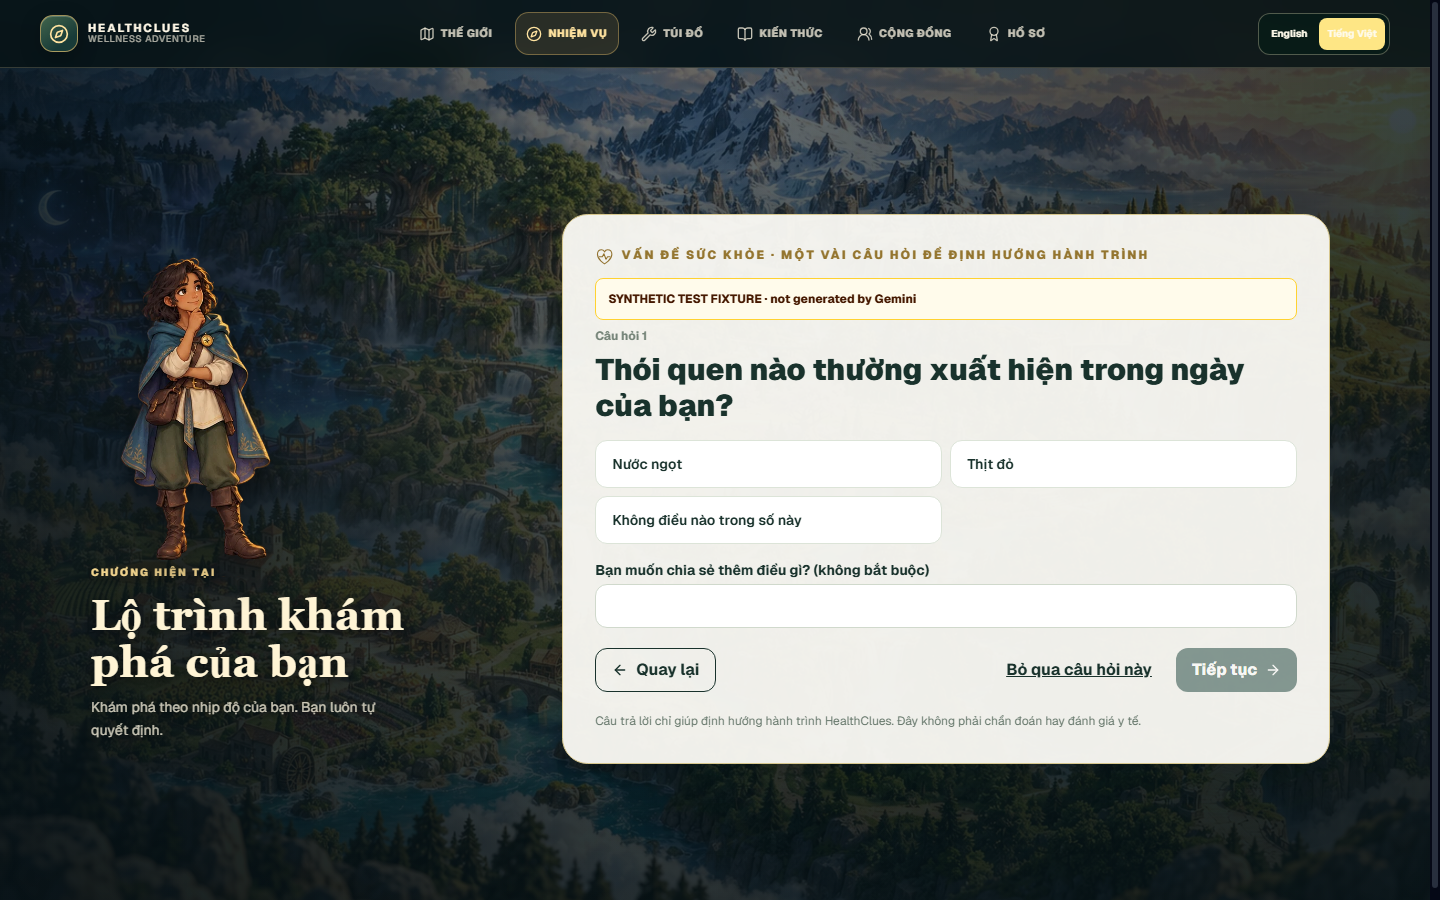 HEALTHCLUES
WELLNESS ADVENTURE
THẾ GIỚI
NHIỆM VỤ
TÚI ĐỒ
KIẾN THỨC
CỘNG ĐỒNG
HỒ SƠ
English
Tiếng Việt
CHƯƠNG HIỆN TẠI
Lộ trình khám
phá của bạn
Khám phá theo nhịp độ của bạn. Bạn luôn tự
quyết định.
VẤN ĐỀ SỨC KHỎE · MỘT VÀI CÂU HỎI ĐỂ ĐỊNH HƯỚNG HÀNH TRÌNH
SYNTHETIC TEST FIXTURE · not generated by Gemini
Câu hỏi 1
Thói quen nào thường xuất hiện trong ngày
của bạn?
Nước ngọt
Thịt đỏ
Không điều nào trong số này
Bạn muốn chia sẻ thêm điều gì? (không bắt buộc)
Quay lại
Bỏ qua câu hỏi này
Tiếp tục
Câu trả lời chỉ giúp định hướng hành trình HealthClues. Đây không phải chẩn đoán hay đánh giá y tế.